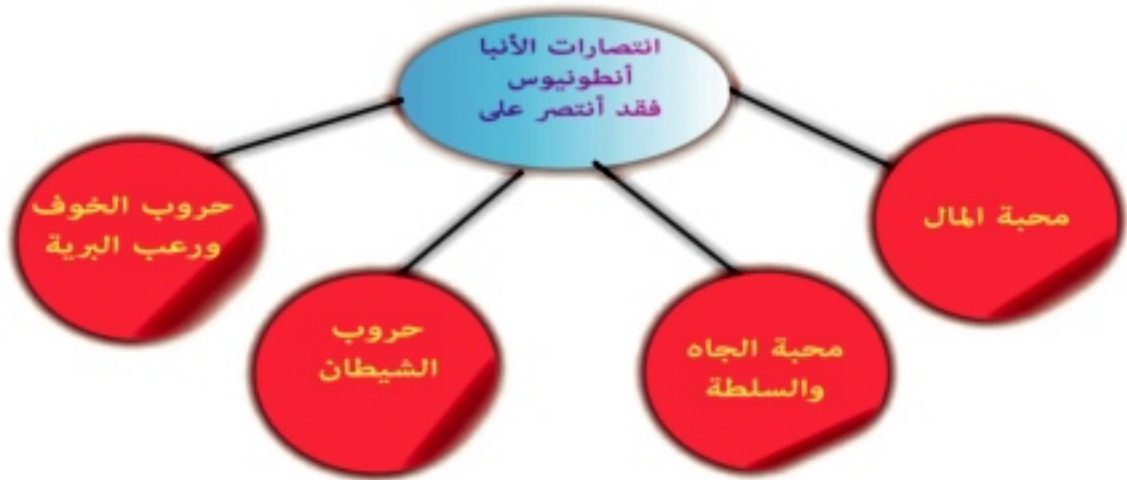 انتصارات الأنبا
أنطونيوس
فقد أنتصر على
محبة المال
محبة الجاه
والسلطة
حروب
الشيطان
حروب الخوف
ورعب البرية